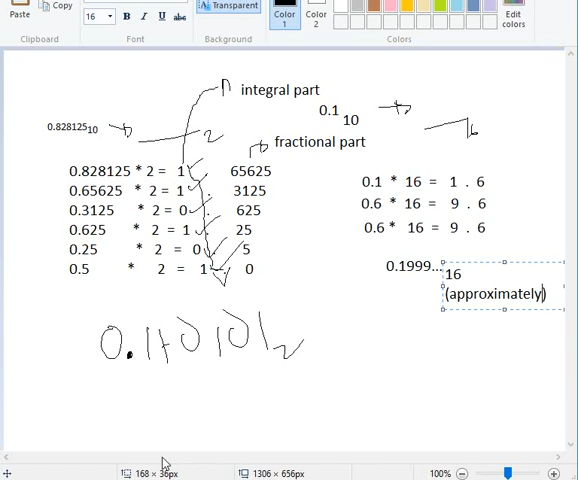 Paste
Copy
16
B I U abc
Transparent
Color 1
Color 2
Edit colors
Clipboard
Font
Background
Colors
integral part
0.1 10
0.828125 10
2
16
fractional part
0.828125 * 2 = 1 . 65625
0.65625 * 2 = 1 . 3125
0.3125 * 2 = 0 . 625
0.625 * 2 = 1 . 25
0.25 * 2 = 0 . 5
0.5 * 2 = 1 . 0
0.1 * 16 = 1 . 6
0.6 * 16 = 9 . 6
0.6 * 16 = 9 . 6
0.1999... 16
(approximately)
0.110101 2
168 × 36px
1306 × 656px
100%